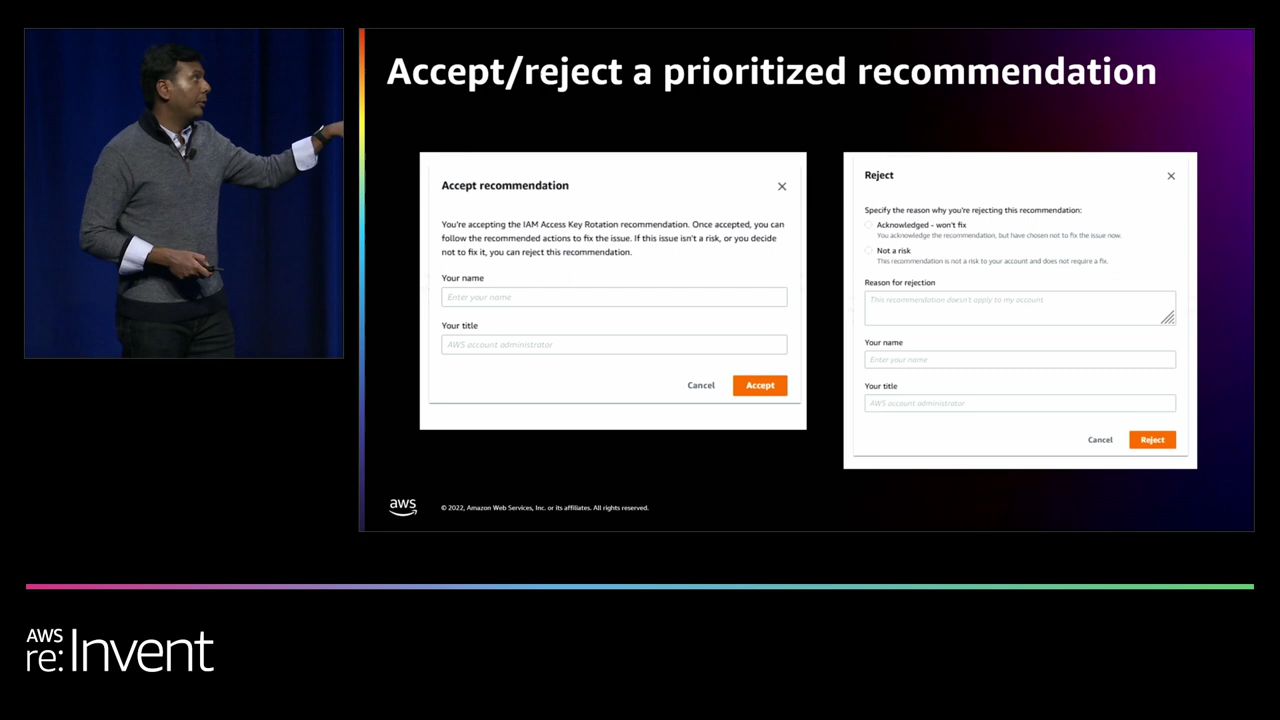 Accept/reject a prioritized recommendation
Accept recommendation
You're accepting the IAM Access Key Rotation recommendation. Once accepted, you can
follow the recommended actions to fix the issue. If this issue isn't a risk, or you decide
not to fix it, you can reject this recommendation.
Your name
Enter your name
Your title
AWS account administrator
Cancel
Accept
Reject
Specify the reason why you're rejecting this recommendation:
Acknowledged - won't fix
You acknowledge the recommendation, but have chosen not to fix the issue now.
Not a risk
This recommendation is not a risk to your account and does not require a fix.
Reason for rejection
This recommendation doesn't apply to my account
Your name
Enter your name
Your title
AWS account administrator
Cancel
Reject
aws
© 2022, Amazon Web Services, Inc. or its affiliates. All rights reserved.
AWS
re:Invent